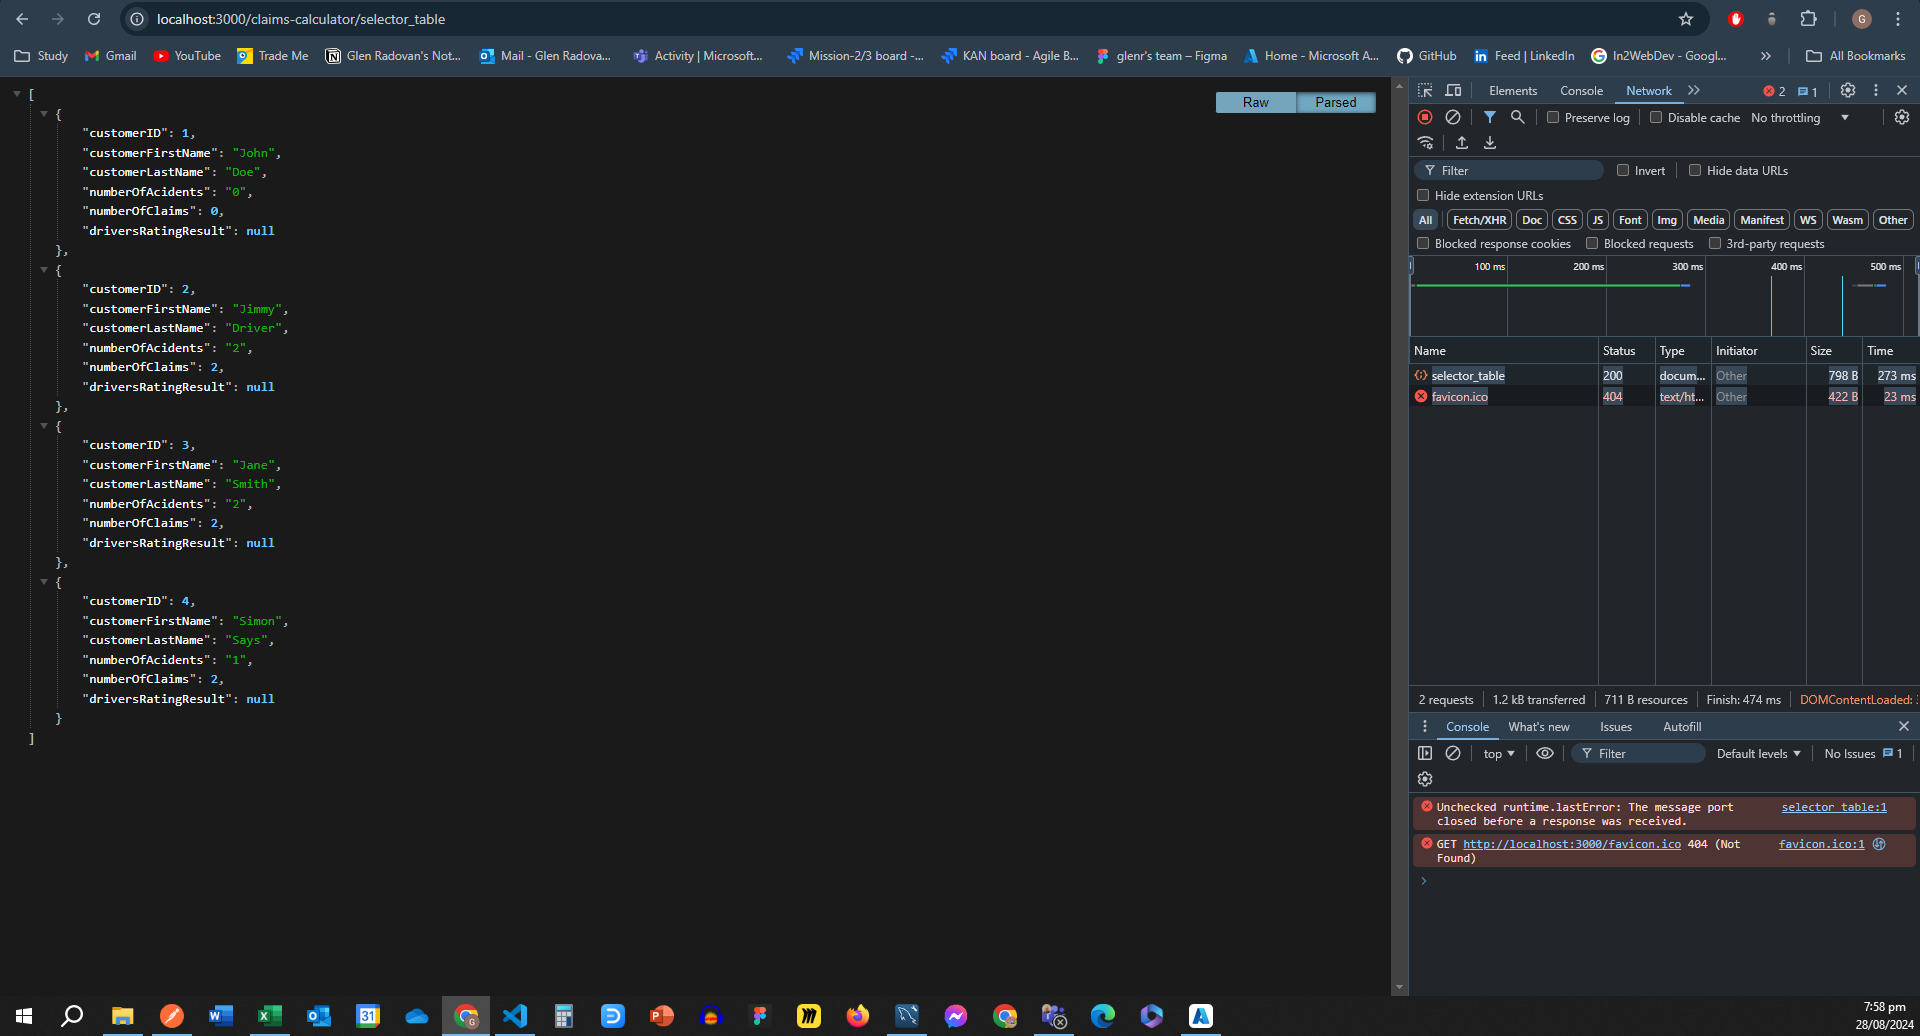 localhost:3000/claims-calculator/selector_table
G
Study
Gmail
YouTube
Trade Me
Glen Radovan's Not...
Mail - Glen Radova...
Activity | Microsoft...
Mission-2/3 board -...
KAN board - Agile B...
glenr's team – Figma
Home - Microsoft A...
GitHub
Feed | LinkedIn
In2WebDev - Googl...
»
All Bookmarks
[
{
"customerID": 1,
"customerFirstName": "John",
"customerLastName": "Doe",
"numberOfAcidents": "0",
"numberOfClaims": 0,
"driversRatingResult": null
},
{
"customerID": 2,
"customerFirstName": "Jimmy",
"customerLastName": "Driver",
"numberOfAcidents": "2",
"numberOfClaims": 2,
"driversRatingResult": null
},
{
"customerID": 3,
"customerFirstName": "Jane",
"customerLastName": "Smith",
"numberOfAcidents": "2",
"numberOfClaims": 2,
"driversRatingResult": null
},
{
"customerID": 4,
"customerFirstName": "Simon",
"customerLastName": "Says",
"numberOfAcidents": "1",
"numberOfClaims": 2,
"driversRatingResult": null
}
]
Raw Parsed
Elements Console Network » 2 1
Preserve log Disable cache No throttling
Filter Invert Hide data URLs
Hide extension URLs
All Fetch/XHR Doc CSS JS Font Img Media Manifest WS Wasm Other
Blocked response cookies Blocked requests 3rd-party requests
100 ms 200 ms 300 ms 400 ms 500 ms
Name Status Type Initiator Size Time
selector_table 200 docum... Other 798 B 273 ms
favicon.ico 404 text/ht... Other 422 B 23 ms
2 requests 1.2 kB transferred 711 B resources Finish: 474 ms DOMContentLoaded:
Console What's new Issues Autofill
top Filter Default levels No Issues 1
Unchecked runtime.lastError: The message port selector_table:1
closed before a response was received.
GET http://localhost:3000/favicon.ico 404 (Not favicon.ico:1
Found)
7:58 pm
28/08/2024